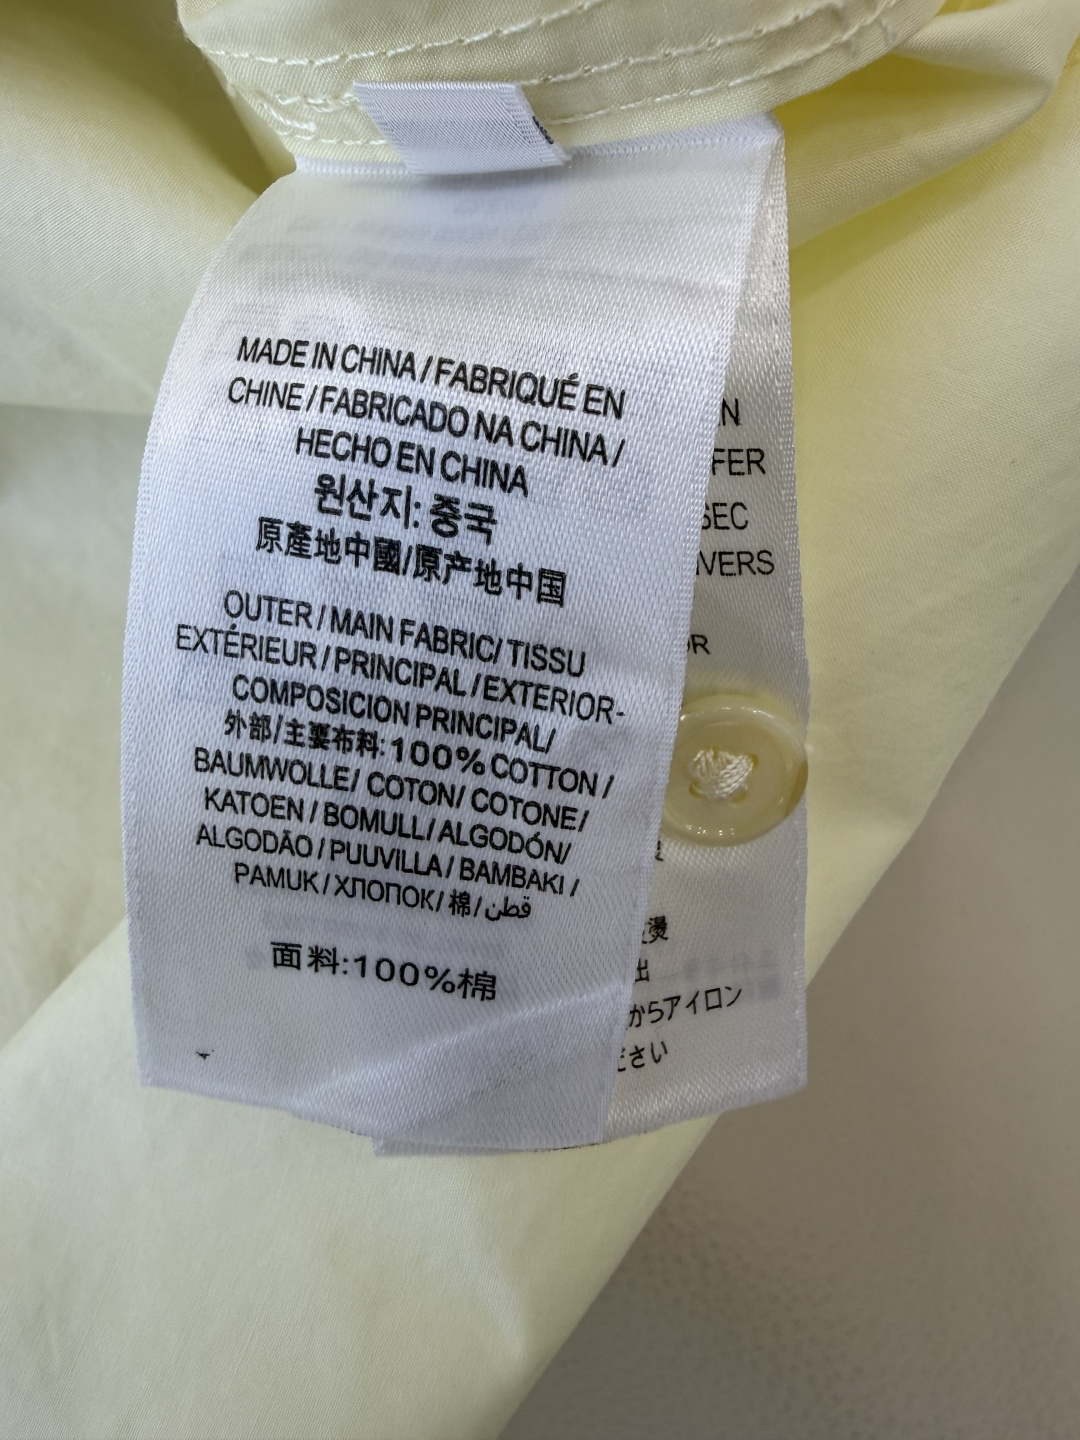 MADE IN CHINA / FABRIQUÉ EN
CHINE / FABRICADO NA CHINA /
HECHO EN CHINA
원산지: 중국
原產地中國/原产地中国
OUTER / MAIN FABRIC/ TISSU
EXTÉRIEUR / PRINCIPAL / EXTERIOR-
COMPOSICION PRINCIPAL/
外部/主要布料: 100% COTTON /
BAUMWOLLE/ COTON/ COTONE/
KATOEN / BOMULL/ ALGODÓN/
ALGODÃO / PUUVILLA / BAMBAKI /
PAMUK / ХЛОПОК/ 棉/ قطن
面料:100%棉
FER
SEC
VERS
燙
出
からアイロン
ださい